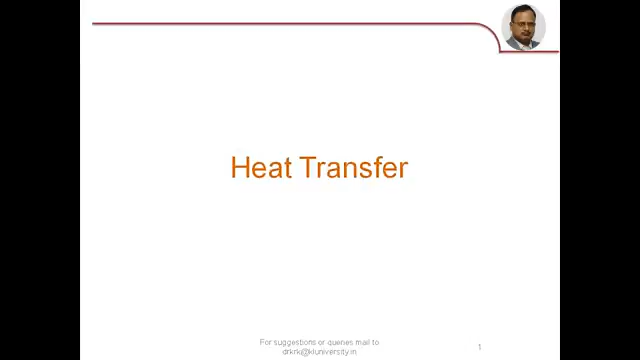 Heat Transfer
For suggestions or queries mail to
drkrk@kluniversity.in
1